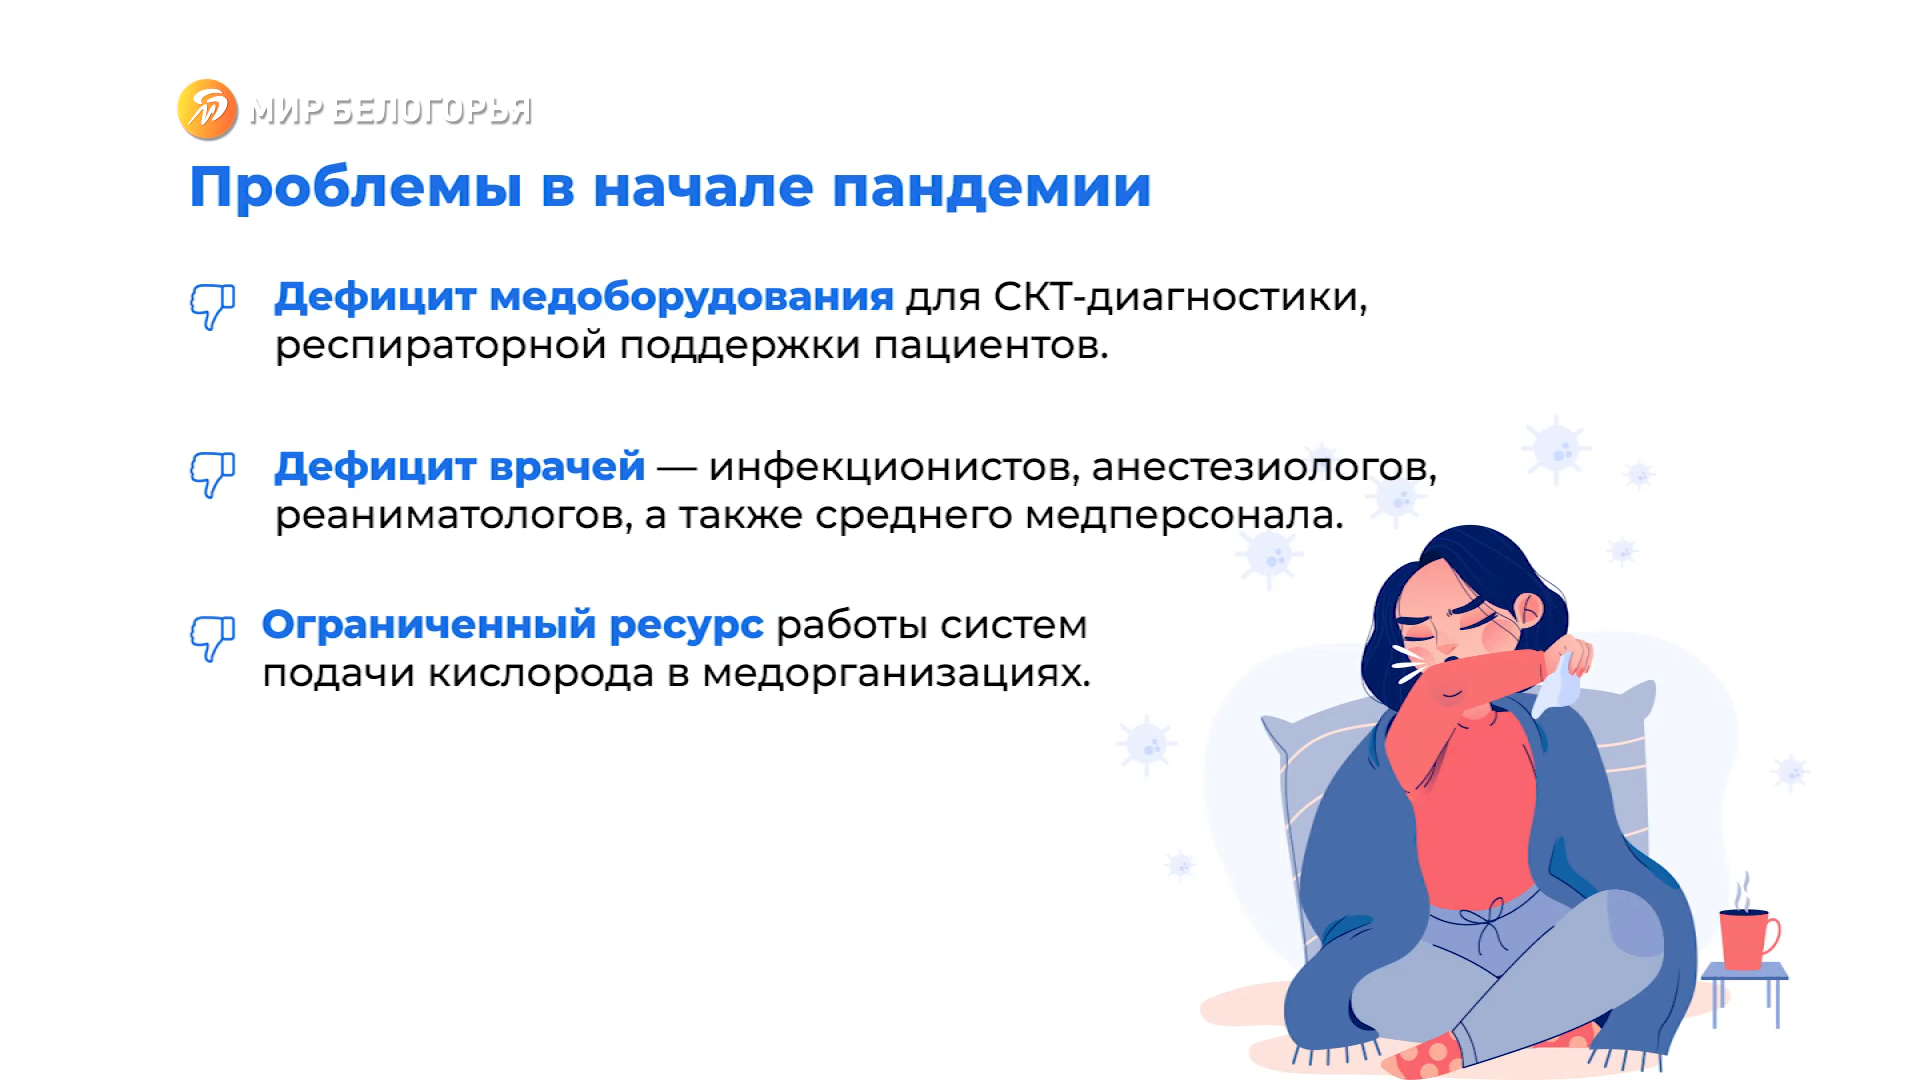 МИР БЕЛОГОРЬЯ
Проблемы в начале пандемии
Дефицит медоборудования для СКТ-диагностики,
респираторной поддержки пациентов.
Дефицит врачей — инфекционистов, анестезиологов,
реаниматологов, а также среднего медперсонала.
Ограниченный ресурс работы систем
подачи кислорода в медорганизациях.